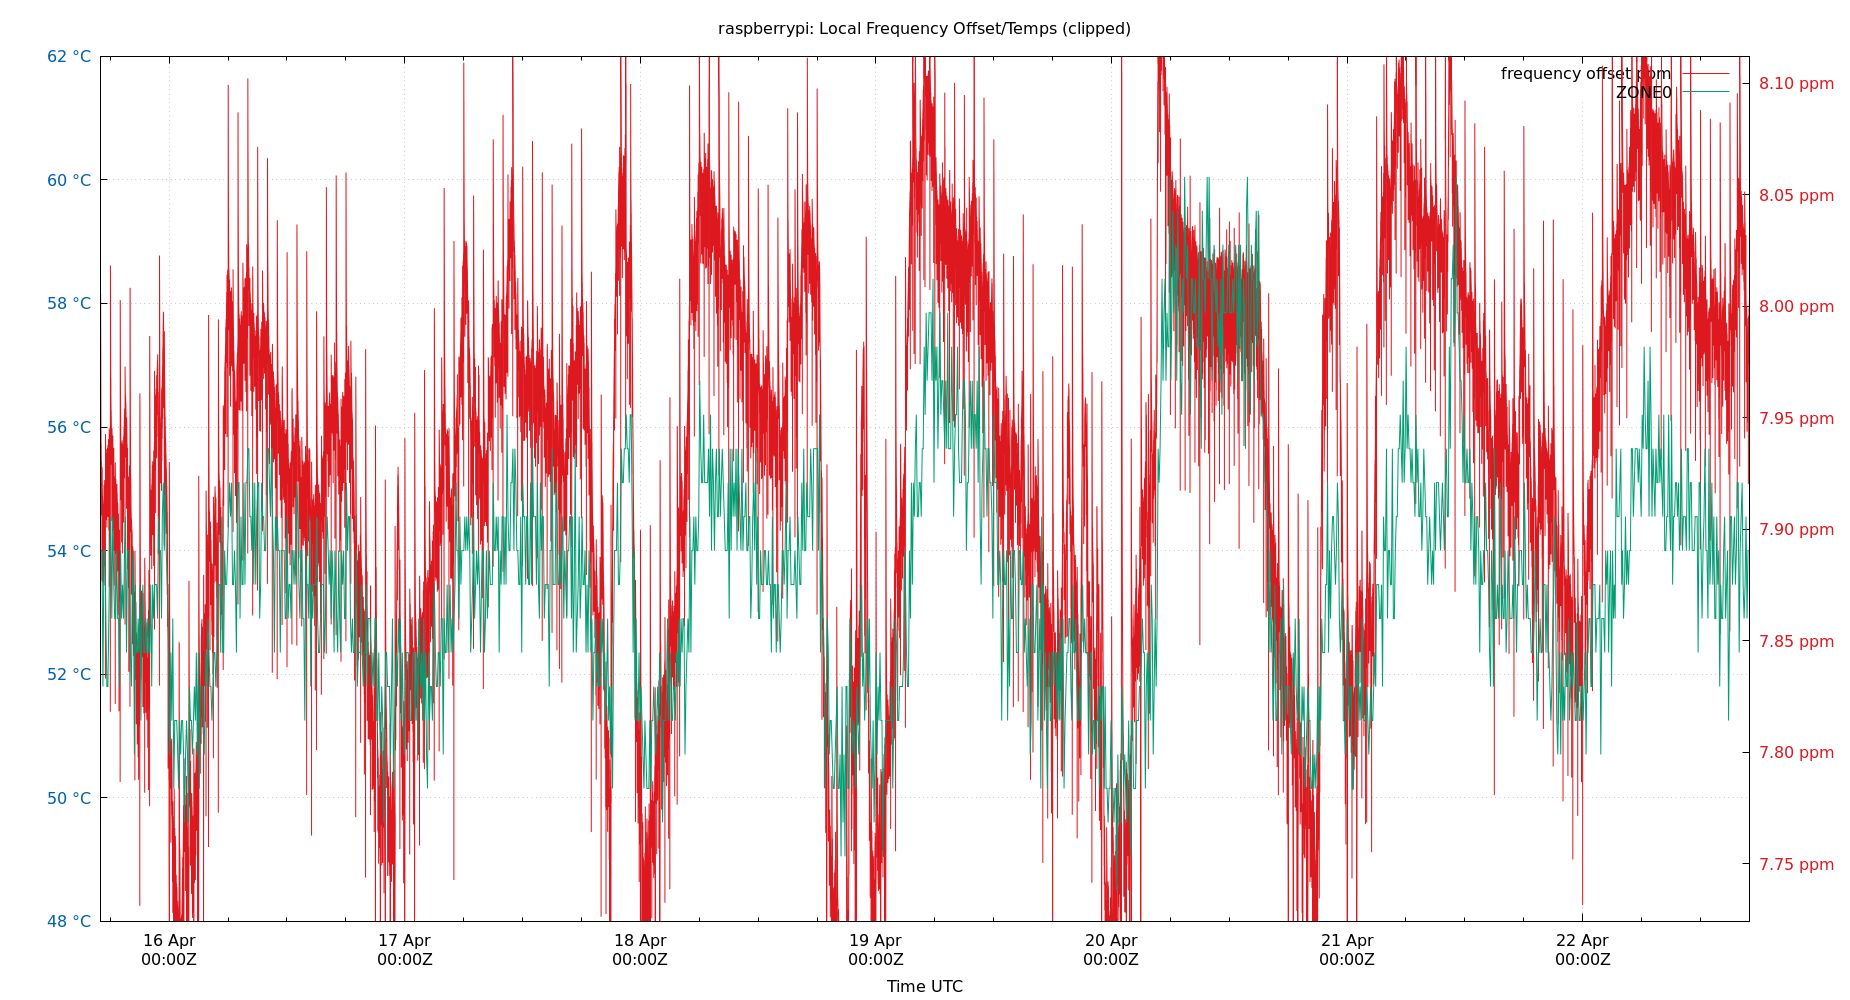 raspberrypi: Local Frequency Offset/Temps (clipped)
62 °C
60 °C
58 °C
56 °C
54 °C
52 °C
50 °C
48 °C
frequency offset ppm
ZONE0
8.10 ppm
8.05 ppm
8.00 ppm
7.95 ppm
7.90 ppm
7.85 ppm
7.80 ppm
7.75 ppm
16 Apr 17 Apr 18 Apr 19 Apr 20 Apr 21 Apr 22 Apr
00:00Z 00:00Z 00:00Z 00:00Z 00:00Z 00:00Z 00:00Z
Time UTC